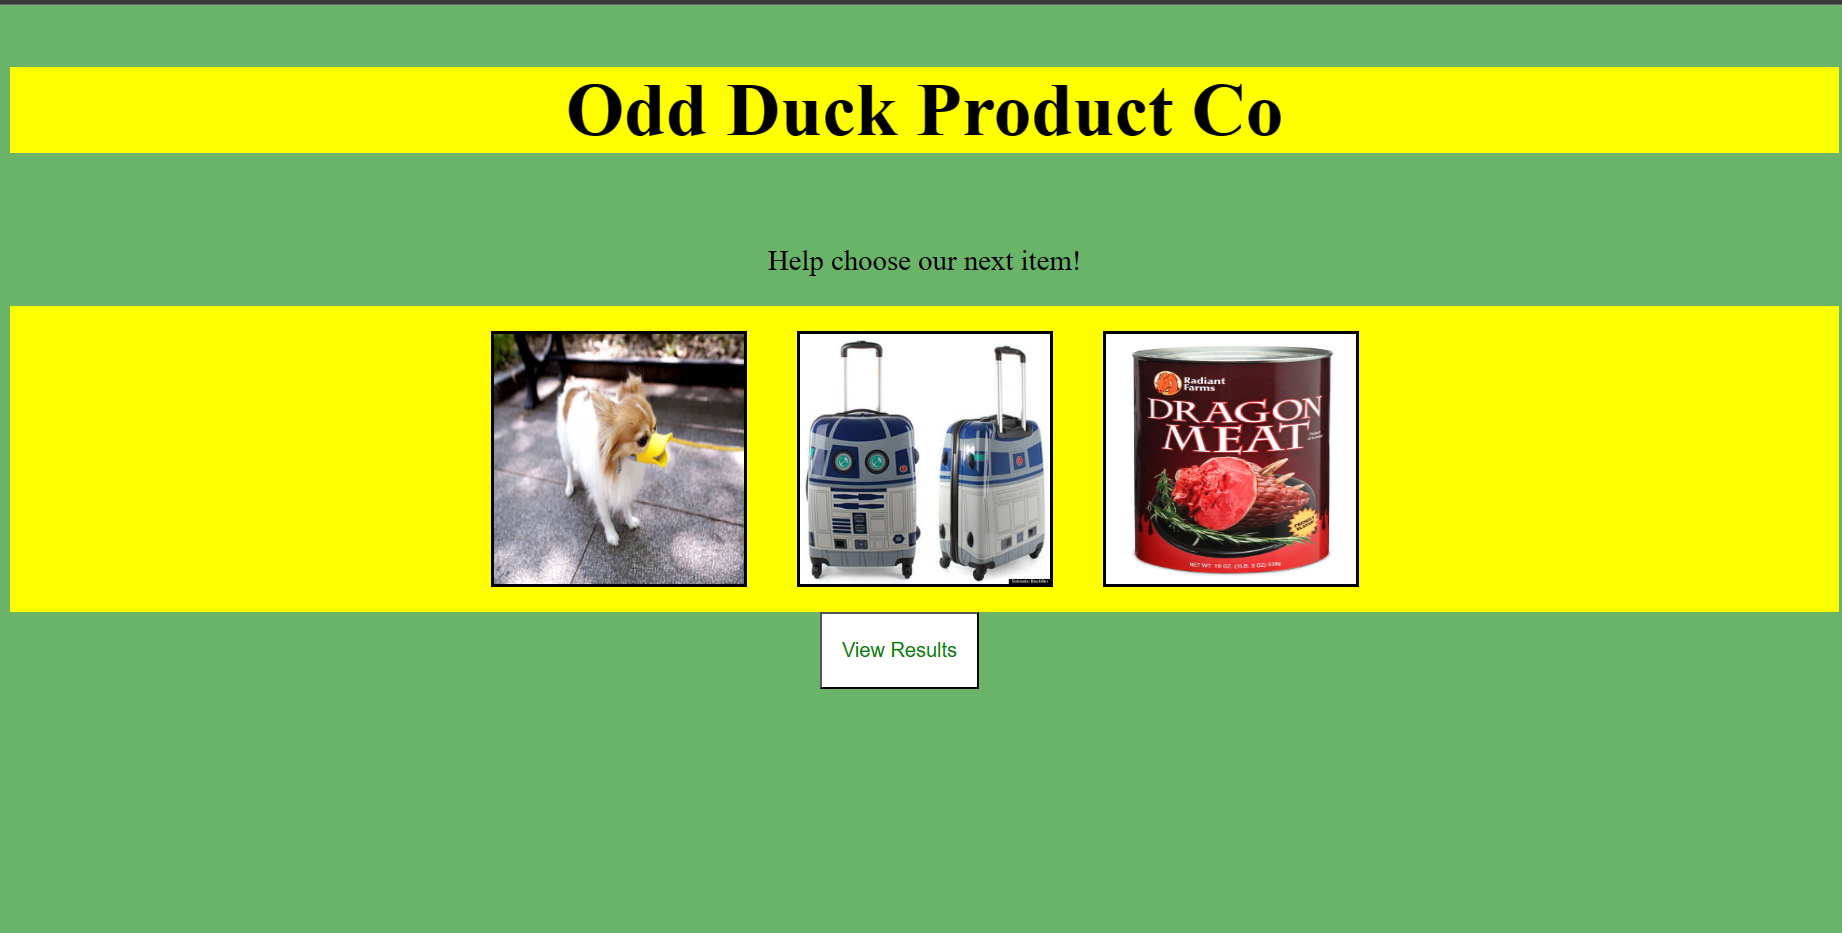 Odd Duck Product Co
Help choose our next item!
Radiant
Farms
DRAGON
MEAT
NET WT. 19 OZ. (1LB. 3 OZ) 538g
View Results